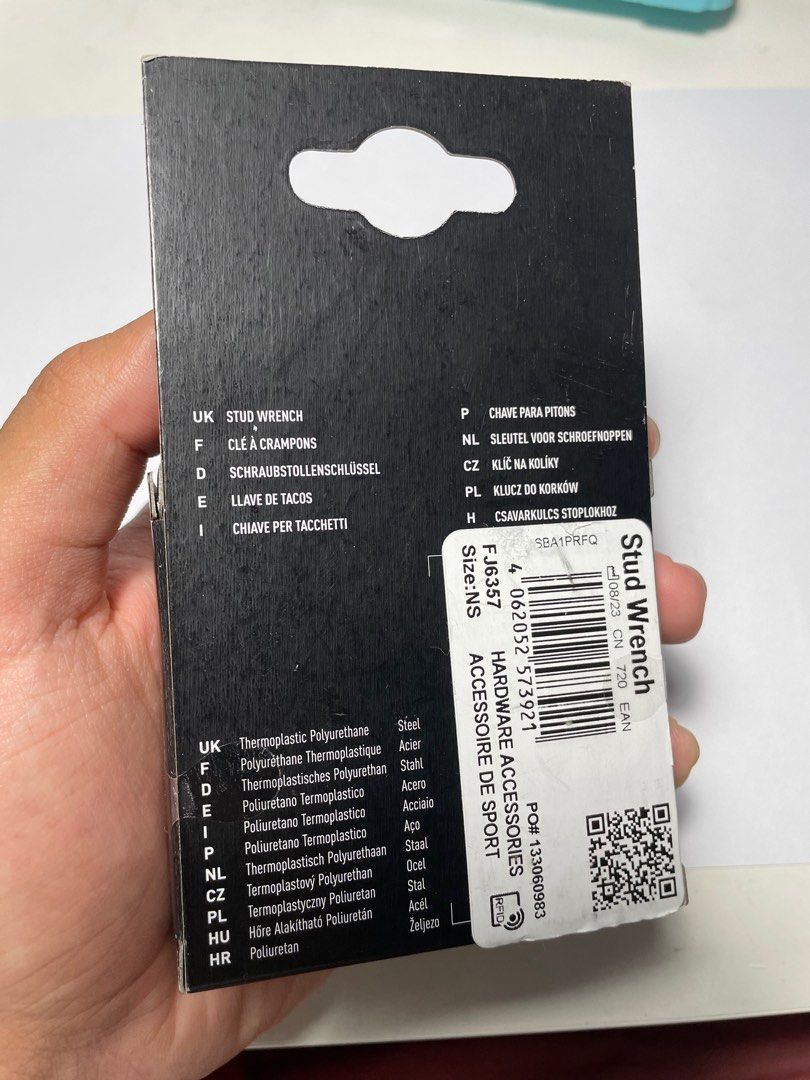 UK STUD WRENCH
F CLÉ À CRAMPONS
D SCHRAUBSTOLLENSCHLÜSSEL
E LLAVE DE TACOS
I CHIAVE PER TACCHETTI
P CHAVE PARA PITONS
NL SLEUTEL VOOR SCHROEFNOPPEN
CZ KLÍČ NA KOLÍKY
PL KLUCZ DO KORKÓW
H CSAVARKULCS STOPLOKHOZ
UK Thermoplastic Polyurethane Steel
F Polyuréthane Thermoplastique Acier
D Thermoplastisches Polyurethan Stahl
E Poliuretano Termoplastico Acero
I Poliuretano Termoplastico Acciaio
P Poliuretano Termoplastico Aço
NL Thermoplastisch Polyurethaan Staal
CZ Termoplastový Polyurethan Ocel
PL Termoplastyczny Poliuretan Stal
HU Hőre Alakítható Poliuretán Acél
HR Poliuretan Željezo
Stud Wrench
08/23 CN 720 EAN
SBA1PRFQ
4 062052 573921
PO# 133060983
FJ6357 HARDWARE ACCESSORIES
Size:NS ACCESSOIRE DE SPORT
RFID